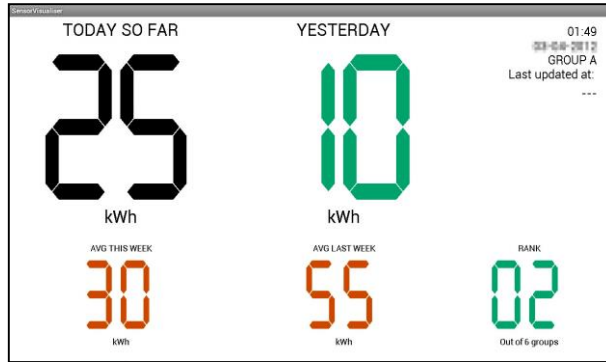 SensorVisualiser
TODAY SO FAR
25
kWh
YESTERDAY
10
kWh
01:49
GROUP A
Last updated at:
---
AVG THIS WEEK
30
kWh
AVG LAST WEEK
55
kWh
RANK
02
Out of 6 groups